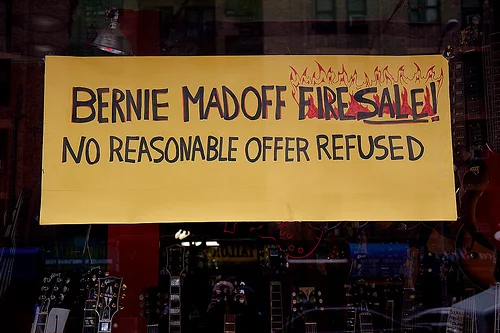 BERNIE MADOFF FIRE SALE!
NO REASONABLE OFFER REFUSED